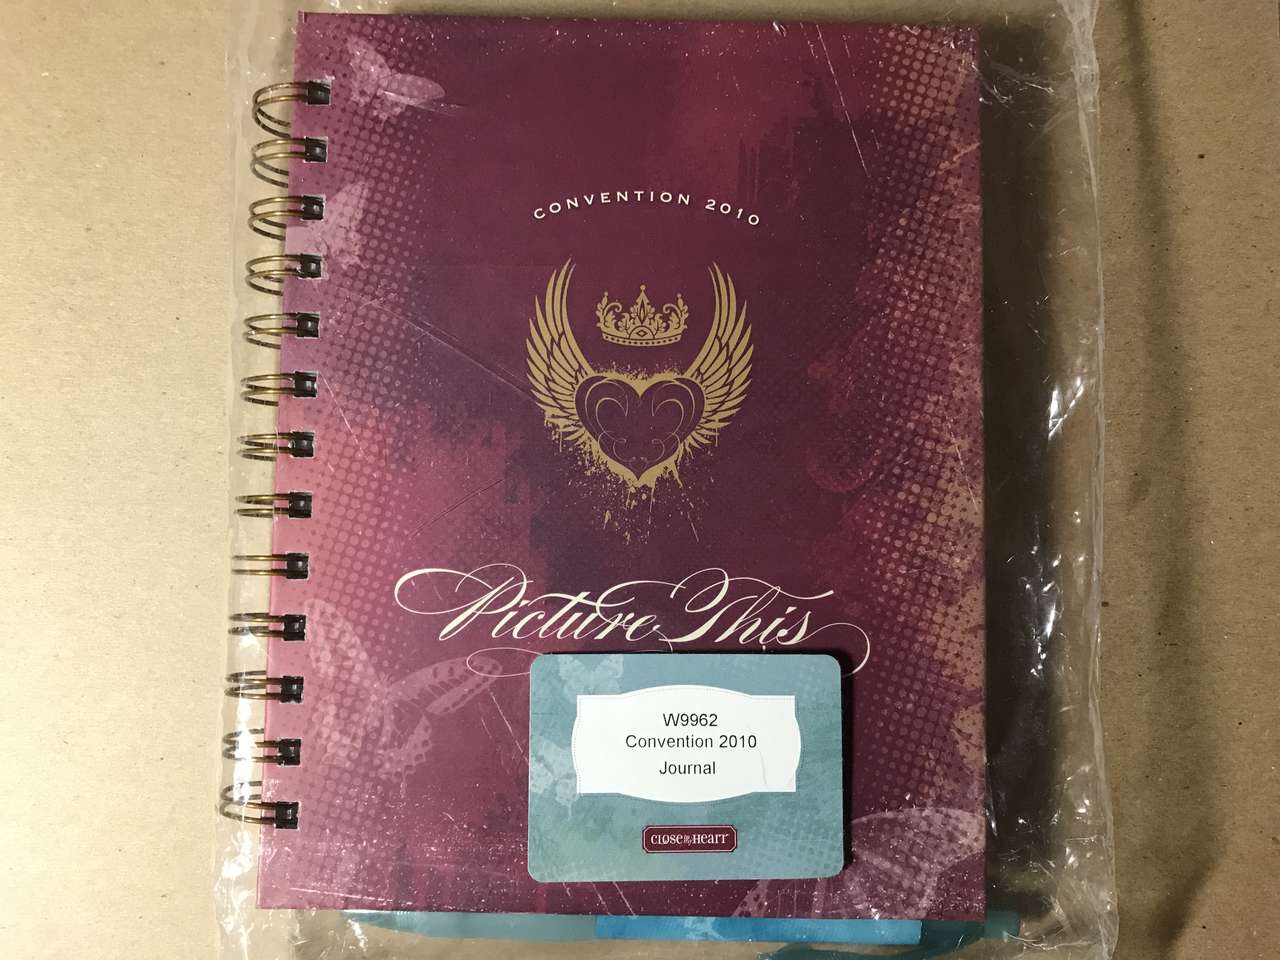 CONVENTION 2010
Picture This
W9962
Convention 2010
Journal
CLOSE TO MY HEART